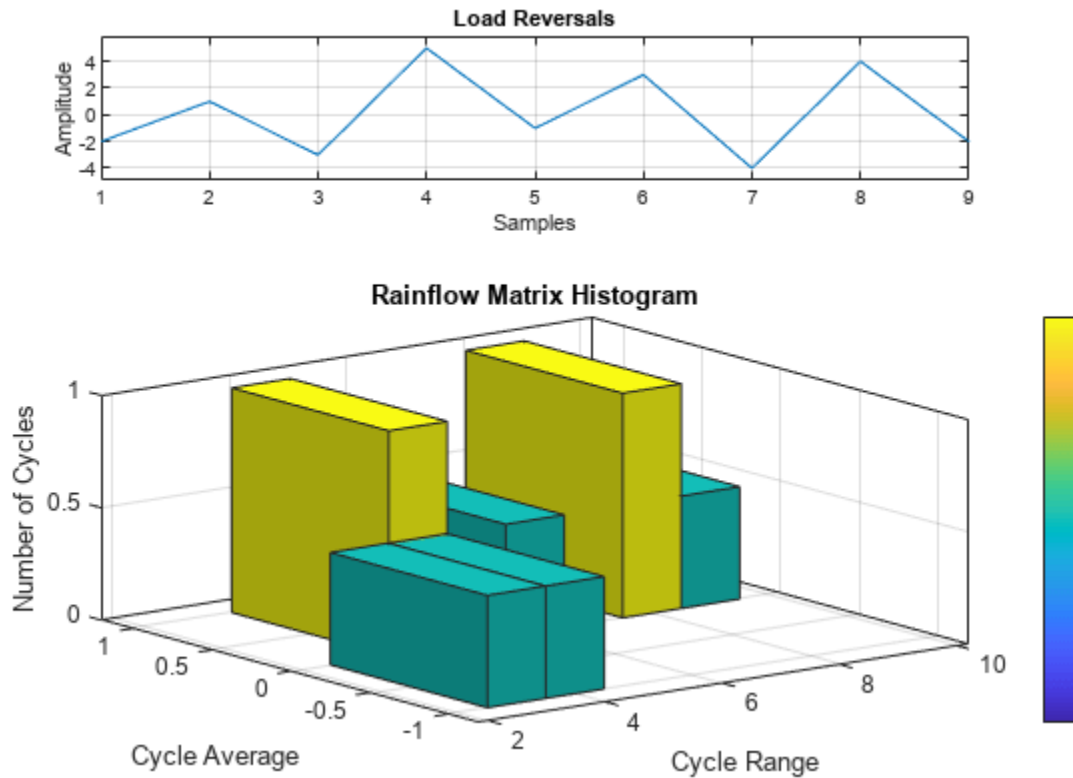 Load Reversals
Amplitude
4
2
0
-2
-4
1 2 3 4 5 6 7 8 9
Samples
Rainflow Matrix Histogram
Number of Cycles
1
0.5
0
1 0.5 0 -0.5 -1
Cycle Average
2 4 6 8 10
Cycle Range